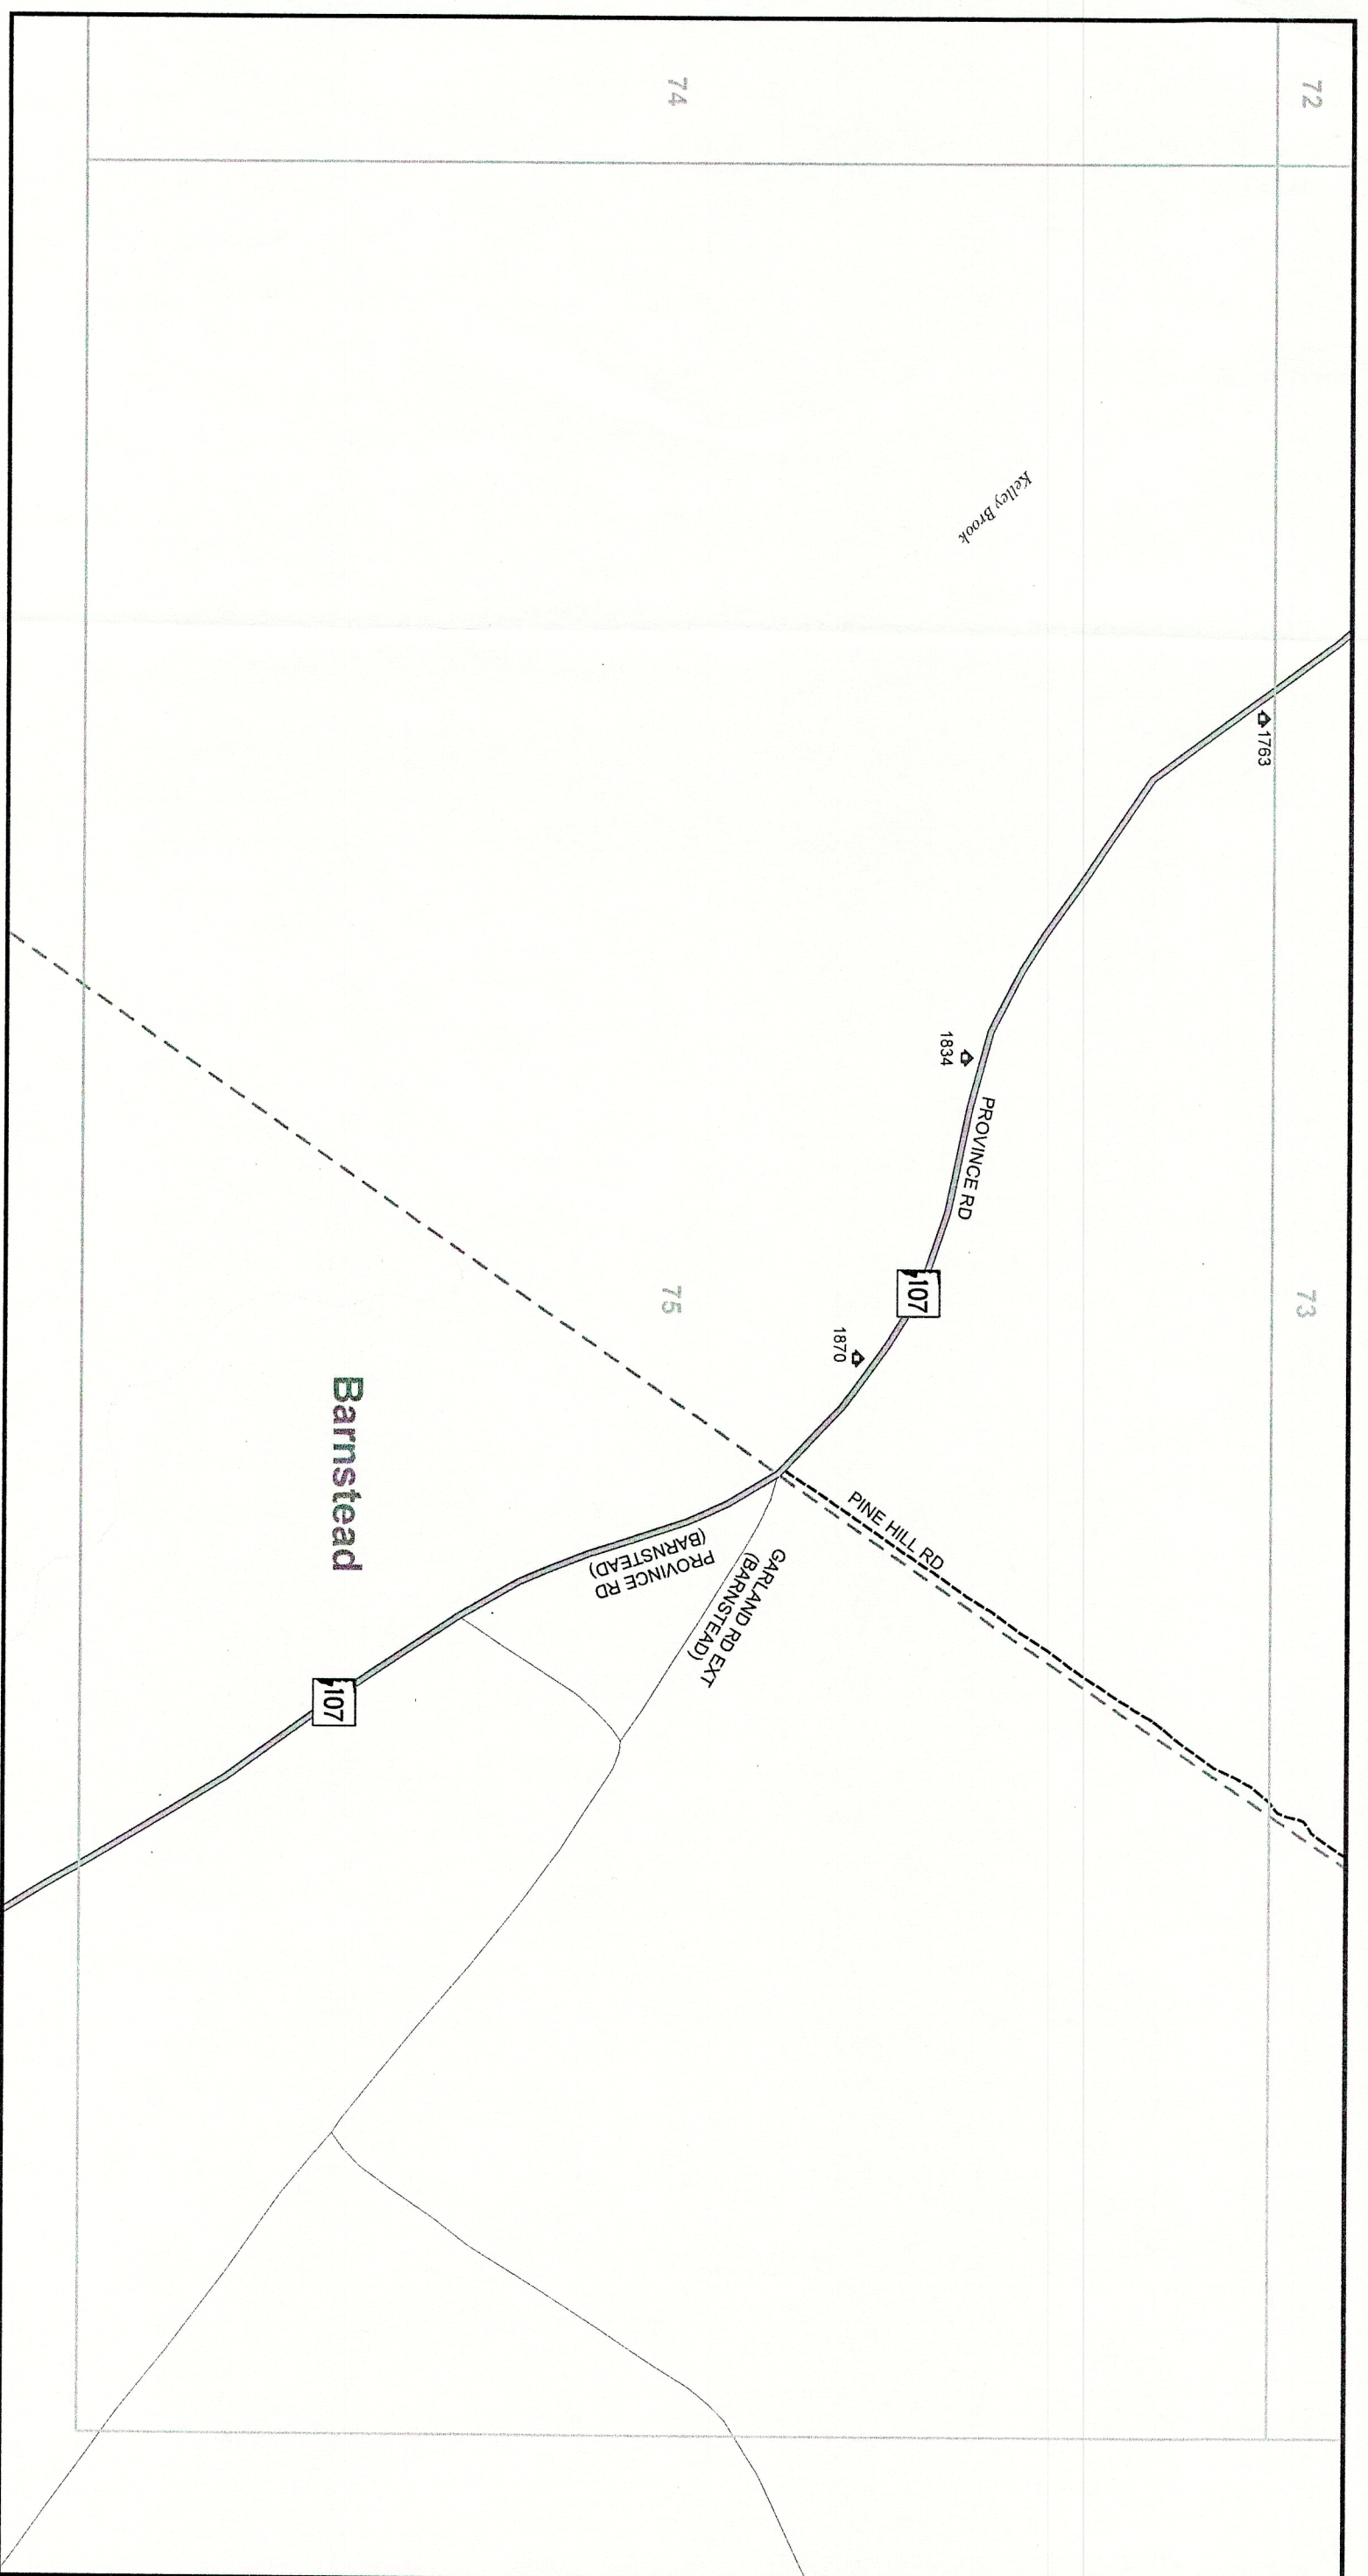 72
73
1763
Kelley Brook
1834
PROVINCE RD
107
1870
PINE HILL RD
74
75
GARLAND RD EXT
(BARNSTEAD)
PROVINCE RD
(BARNSTEAD)
Barnstead
107